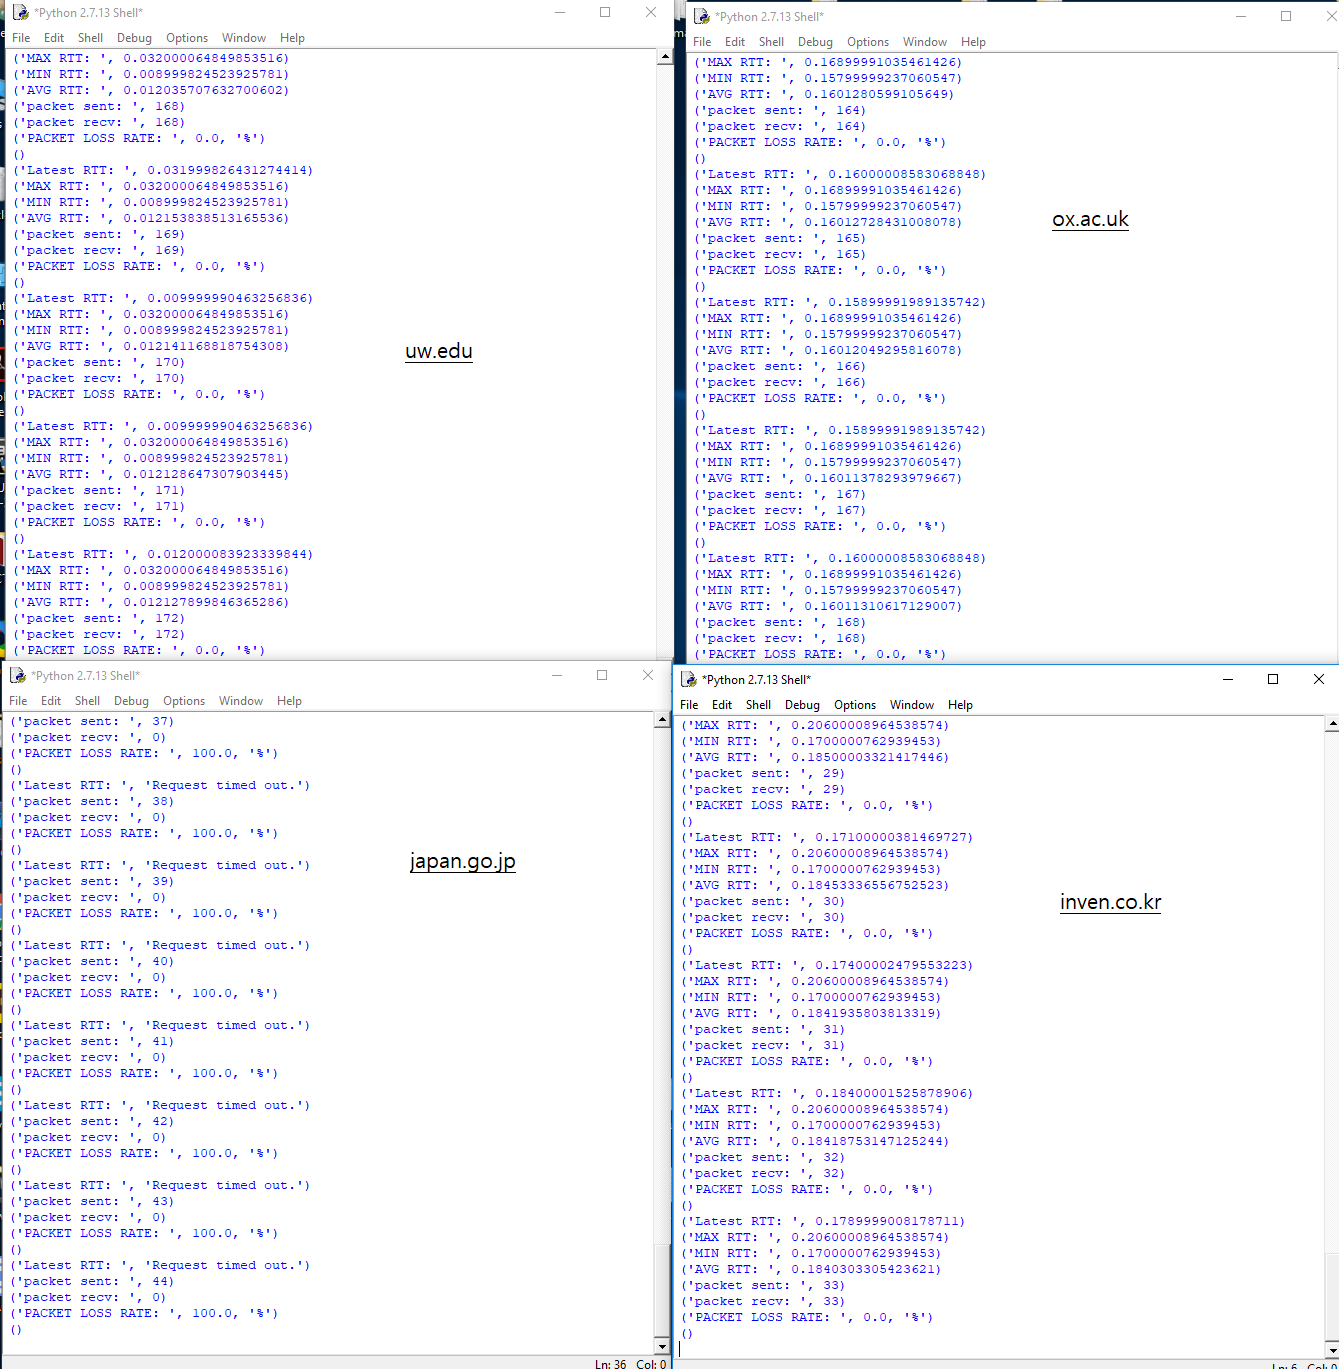 *Python 2.7.13 Shell*
File Edit Shell Debug Options Window Help
('MAX RTT: ', 0.032000064849853516)
('MIN RTT: ', 0.008999824523925781)
('AVG RTT: ', 0.012035707632700602)
('packet sent: ', 168)
('packet recv: ', 168)
('PACKET LOSS RATE: ', 0.0, '%')
()
('Latest RTT: ', 0.031999826431274414)
('MAX RTT: ', 0.032000064849853516)
('MIN RTT: ', 0.008999824523925781)
('AVG RTT: ', 0.012153838513165536)
('packet sent: ', 169)
('packet recv: ', 169)
('PACKET LOSS RATE: ', 0.0, '%')
()
('Latest RTT: ', 0.009999990463256836)
('MAX RTT: ', 0.032000064849853516)
('MIN RTT: ', 0.008999824523925781)
('AVG RTT: ', 0.012141168818754308)
('packet sent: ', 170)
('packet recv: ', 170)
('PACKET LOSS RATE: ', 0.0, '%')
()
('Latest RTT: ', 0.009999990463256836)
('MAX RTT: ', 0.032000064849853516)
('MIN RTT: ', 0.008999824523925781)
('AVG RTT: ', 0.012128647307903445)
('packet sent: ', 171)
('packet recv: ', 171)
('PACKET LOSS RATE: ', 0.0, '%')
()
('Latest RTT: ', 0.012000083923339844)
('MAX RTT: ', 0.032000064849853516)
('MIN RTT: ', 0.008999824523925781)
('AVG RTT: ', 0.012127899846365286)
('packet sent: ', 172)
('packet recv: ', 172)
('PACKET LOSS RATE: ', 0.0, '%')
uw.edu
*Python 2.7.13 Shell*
File Edit Shell Debug Options Window Help
('MAX RTT: ', 0.16899991035461426)
('MIN RTT: ', 0.15799999237060547)
('AVG RTT: ', 0.1601280599105649)
('packet sent: ', 164)
('packet recv: ', 164)
('PACKET LOSS RATE: ', 0.0, '%')
()
('Latest RTT: ', 0.16000008583068848)
('MAX RTT: ', 0.16899991035461426)
('MIN RTT: ', 0.15799999237060547)
('AVG RTT: ', 0.16012728431008078)
('packet sent: ', 165)
('packet recv: ', 165)
('PACKET LOSS RATE: ', 0.0, '%')
()
('Latest RTT: ', 0.15899991989135742)
('MAX RTT: ', 0.16899991035461426)
('MIN RTT: ', 0.15799999237060547)
('AVG RTT: ', 0.16012049295816078)
('packet sent: ', 166)
('packet recv: ', 166)
('PACKET LOSS RATE: ', 0.0, '%')
()
('Latest RTT: ', 0.15899991989135742)
('MAX RTT: ', 0.16899991035461426)
('MIN RTT: ', 0.15799999237060547)
('AVG RTT: ', 0.16011378293979667)
('packet sent: ', 167)
('packet recv: ', 167)
('PACKET LOSS RATE: ', 0.0, '%')
()
('Latest RTT: ', 0.16000008583068848)
('MAX RTT: ', 0.16899991035461426)
('MIN RTT: ', 0.15799999237060547)
('AVG RTT: ', 0.16011310617129007)
('packet sent: ', 168)
('packet recv: ', 168)
('PACKET LOSS RATE: ', 0.0, '%')
ox.ac.uk
*Python 2.7.13 Shell*
File Edit Shell Debug Options Window Help
('packet sent: ', 37)
('packet recv: ', 0)
('PACKET LOSS RATE: ', 100.0, '%')
()
('Latest RTT: ', 'Request timed out.')
('packet sent: ', 38)
('packet recv: ', 0)
('PACKET LOSS RATE: ', 100.0, '%')
()
('Latest RTT: ', 'Request timed out.')
('packet sent: ', 39)
('packet recv: ', 0)
('PACKET LOSS RATE: ', 100.0, '%')
()
('Latest RTT: ', 'Request timed out.')
('packet sent: ', 40)
('packet recv: ', 0)
('PACKET LOSS RATE: ', 100.0, '%')
()
('Latest RTT: ', 'Request timed out.')
('packet sent: ', 41)
('packet recv: ', 0)
('PACKET LOSS RATE: ', 100.0, '%')
()
('Latest RTT: ', 'Request timed out.')
('packet sent: ', 42)
('packet recv: ', 0)
('PACKET LOSS RATE: ', 100.0, '%')
()
('Latest RTT: ', 'Request timed out.')
('packet sent: ', 43)
('packet recv: ', 0)
('PACKET LOSS RATE: ', 100.0, '%')
()
('Latest RTT: ', 'Request timed out.')
('packet sent: ', 44)
('packet recv: ', 0)
('PACKET LOSS RATE: ', 100.0, '%')
()
Ln: 36 Col: 0
japan.go.jp
*Python 2.7.13 Shell*
File Edit Shell Debug Options Window Help
('MAX RTT: ', 0.20600008964538574)
('MIN RTT: ', 0.1700000762939453)
('AVG RTT: ', 0.18500003321417446)
('packet sent: ', 29)
('packet recv: ', 29)
('PACKET LOSS RATE: ', 0.0, '%')
()
('Latest RTT: ', 0.17100000381469727)
('MAX RTT: ', 0.20600008964538574)
('MIN RTT: ', 0.1700000762939453)
('AVG RTT: ', 0.18453336556752523)
('packet sent: ', 30)
('packet recv: ', 30)
('PACKET LOSS RATE: ', 0.0, '%')
()
('Latest RTT: ', 0.17400002479553223)
('MAX RTT: ', 0.20600008964538574)
('MIN RTT: ', 0.1700000762939453)
('AVG RTT: ', 0.1841935803813319)
('packet sent: ', 31)
('packet recv: ', 31)
('PACKET LOSS RATE: ', 0.0, '%')
()
('Latest RTT: ', 0.18400001525878906)
('MAX RTT: ', 0.20600008964538574)
('MIN RTT: ', 0.1700000762939453)
('AVG RTT: ', 0.18418753147125244)
('packet sent: ', 32)
('packet recv: ', 32)
('PACKET LOSS RATE: ', 0.0, '%')
()
('Latest RTT: ', 0.1789999008178711)
('MAX RTT: ', 0.20600008964538574)
('MIN RTT: ', 0.1700000762939453)
('AVG RTT: ', 0.1840303305423621)
('packet sent: ', 33)
('packet recv: ', 33)
('PACKET LOSS RATE: ', 0.0, '%')
()
inven.co.kr